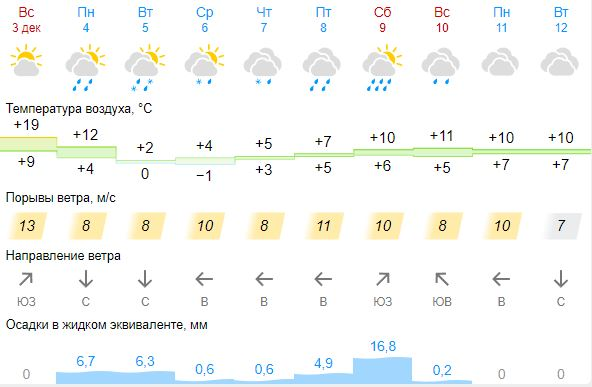 Вс Пн Вт Ср Чт Пт Сб Вс Пн Вт
3 дек 4 5 6 7 8 9 10 11 12
Температура воздуха, °C
+19 +12 +2 +4 +5 +7 +10 +11 +10 +10
+9 +4 0 −1 +3 +5 +6 +5 +7 +7
Порывы ветра, м/с
13 8 8 10 8 11 10 8 10 7
Направление ветра
ЮЗ С С В В В ЮЗ ЮВ В С
Осадки в жидком эквиваленте, мм
0 6,7 6,3 0,6 0,6 4,9 16,8 0,2 0 0